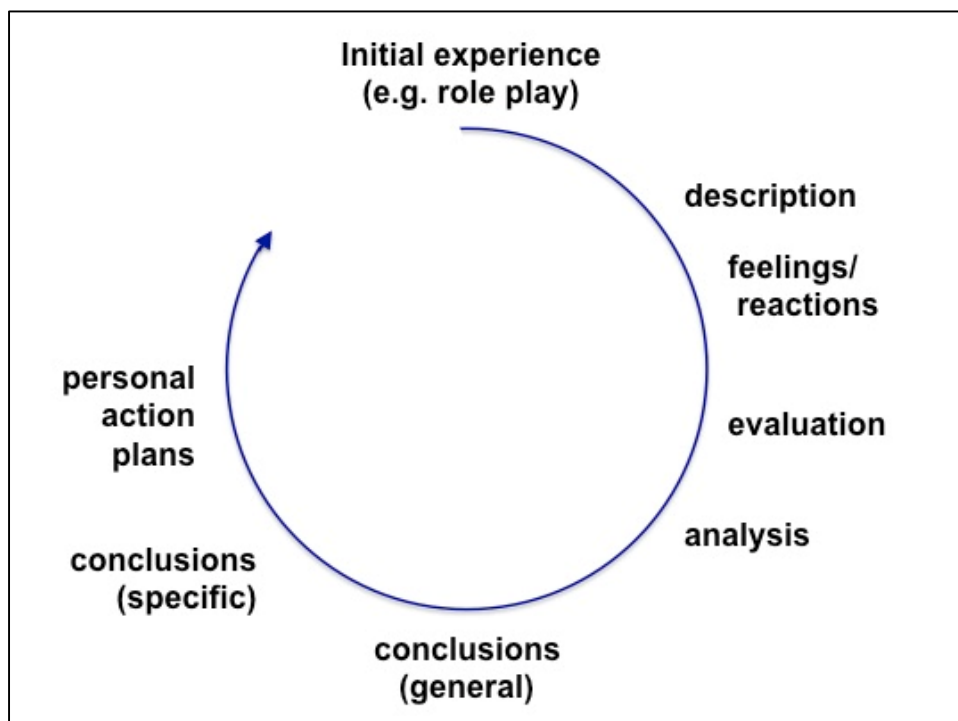 Initial experience
(e.g. role play)
description
feelings/
reactions
evaluation
analysis
conclusions
(general)
conclusions
(specific)
personal
action
plans